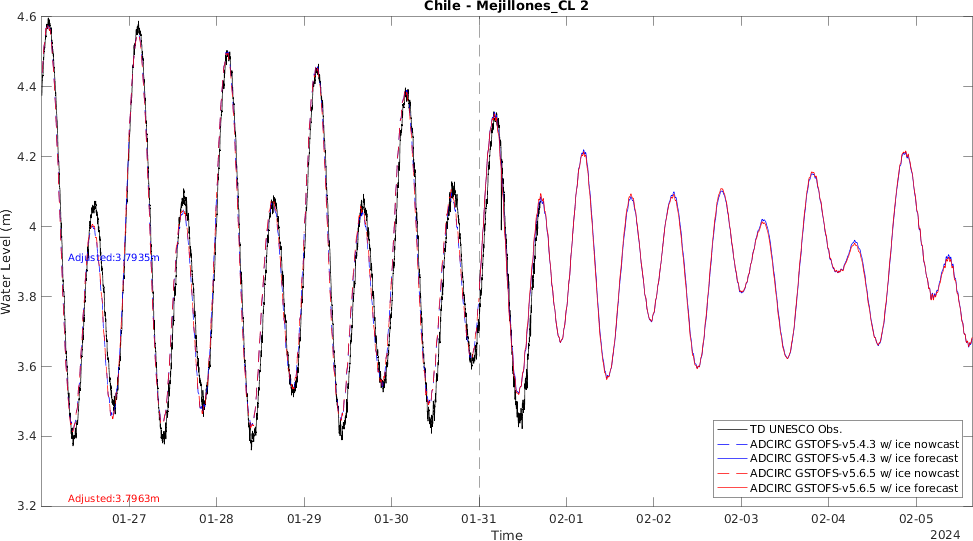 Chile - Mejillones_CL 2
4.6
4.4
4.2
4
3.8
3.6
3.4
3.2
Water Level (m)
Adjusted:3.7935m
Adjusted:3.7963m
TD UNESCO Obs.
ADCIRC GSTOFS-v5.4.3 w/ ice nowcast
ADCIRC GSTOFS-v5.4.3 w/ ice forecast
ADCIRC GSTOFS-v5.6.5 w/ ice nowcast
ADCIRC GSTOFS-v5.6.5 w/ ice forecast
01-27 01-28 01-29 01-30 01-31 02-01 02-02 02-03 02-04 02-05
Time
2024